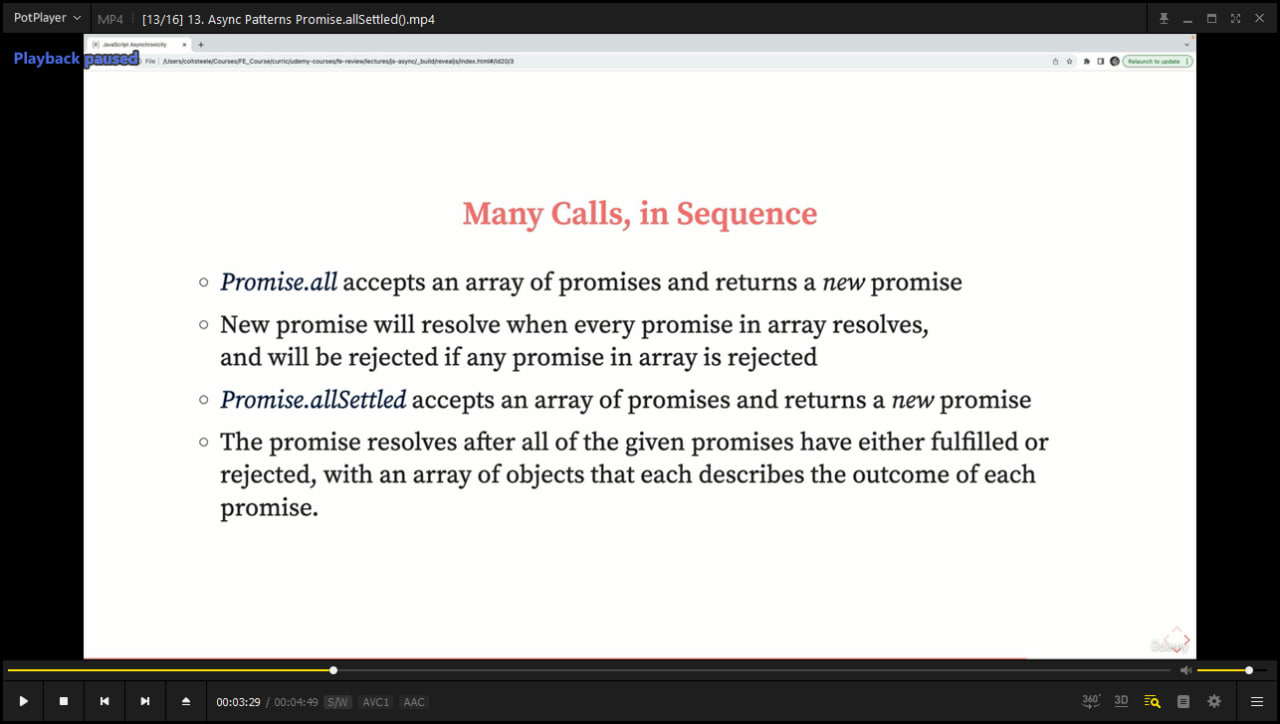 PotPlayer MP4 [13/16] 13. Async Patterns Promise.allSettled().mp4
Playback paused
JavaScript Asynchronicity
File /Users/coltsteele/Courses/FE_Course/curric/udemy-courses/fe-review/lectures/js-async/_build/revealjs/index.html#/id20/3 Relaunch to update
Many Calls, in Sequence
Promise.all accepts an array of promises and returns a new promise
New promise will resolve when every promise in array resolves,
and will be rejected if any promise in array is rejected
Promise.allSettled accepts an array of promises and returns a new promise
The promise resolves after all of the given promises have either fulfilled or
rejected, with an array of objects that each describes the outcome of each
promise.
Udemy
00:03:29 / 00:04:49 S/W AVC1 AAC 360° 3D